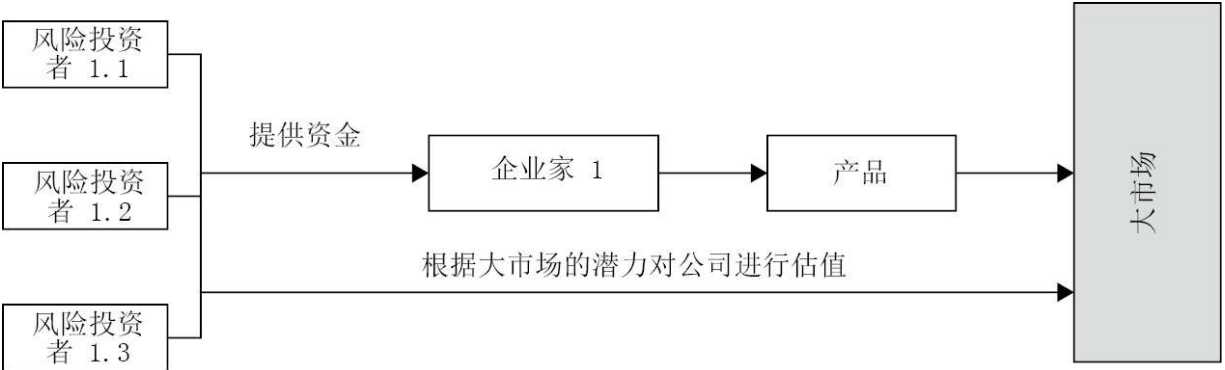 风险投资
者 1.1
提供资金
风险投资
者 1.2
企业家 1
产品
大市场
根据大市场的潜力对公司进行估值
风险投资
者 1.3